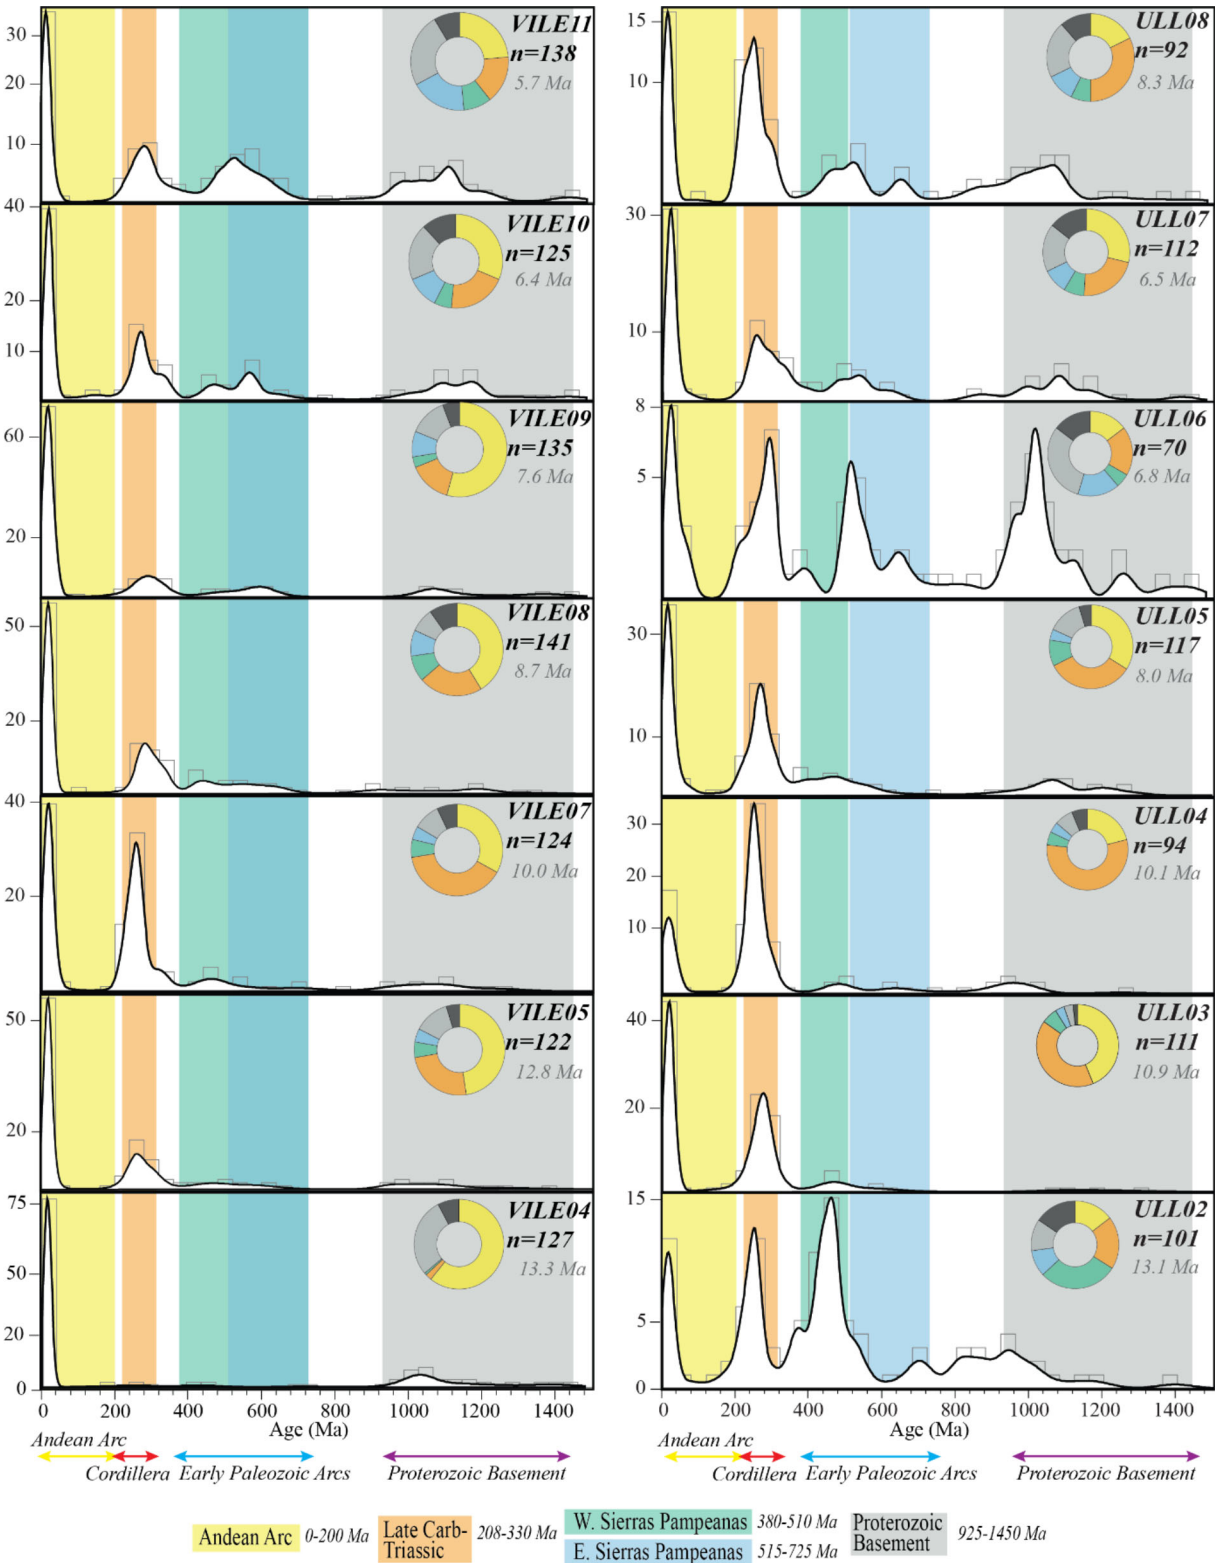 VILE11
n=138
5.7 Ma
30
20
10
VILE10
n=125
6.4 Ma
40
20
10
VILE09
n=135
7.6 Ma
60
20
VILE08
n=141
8.7 Ma
50
20
VILE07
n=124
10.0 Ma
40
20
VILE05
n=122
12.8 Ma
50
20
VILE04
n=127
13.3 Ma
75
50
20
0
0 200 400 600 800 1000 1200 1400
Age (Ma)
Andean Arc
Cordillera Early Paleozoic Arcs Proterozoic Basement
ULL08
n=92
8.3 Ma
15
10
ULL07
n=112
6.5 Ma
30
10
ULL06
n=70
6.8 Ma
8
5
ULL05
n=117
8.0 Ma
30
10
ULL04
n=94
10.1 Ma
30
20
10
ULL03
n=111
10.9 Ma
40
20
ULL02
n=101
13.1 Ma
15
5
0
0 200 400 600 800 1000 1200 1400
Age (Ma)
Andean Arc
Cordillera Early Paleozoic Arcs Proterozoic Basement
Andean Arc 0-200 Ma
Late Carb-
Triassic
208-330 Ma
W. Sierras Pampeanas 380-510 Ma
E. Sierras Pampeanas 515-725 Ma
Proterozoic
Basement
925-1450 Ma